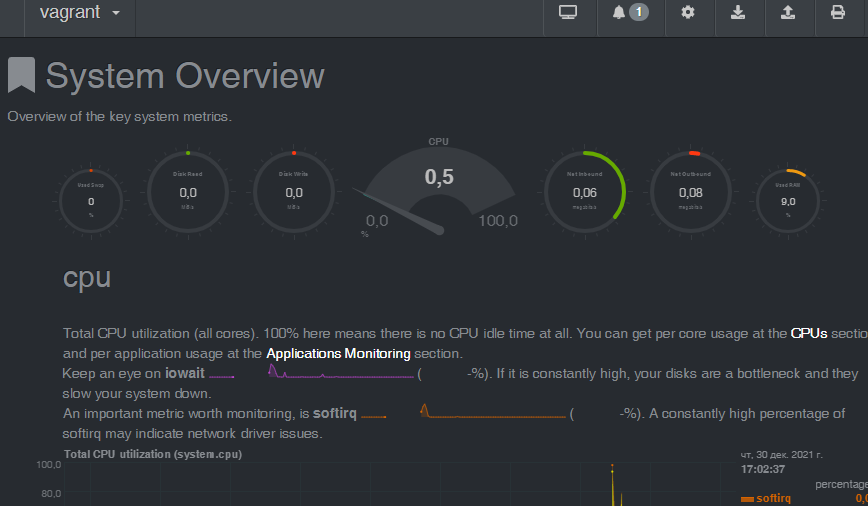 vagrant
1
System Overview
Overview of the key system metrics.
CPU
Used Swap
0
%
Disk Read
0,0
MiB/s
Disk Write
0,0
MiB/s
0,5
0,0
100,0
%
Net Inbound
0,06
megabits/s
Net Outbound
0,08
megabits/s
Used RAM
9,0
%
cpu
Total CPU utilization (all cores). 100% here means there is no CPU idle time at all. You can get per core usage at the CPUs sectio
and per application usage at the Applications Monitoring section.
Keep an eye on iowait ( -%). If it is constantly high, your disks are a bottleneck and they
slow your system down.
An important metric worth monitoring, is softirq ( -%). A constantly high percentage of
softirq may indicate network driver issues.
Total CPU utilization (system.cpu)
чт, 30 дек. 2021 г.
17:02:37
100,0
80,0
percentage
softirq 0,0